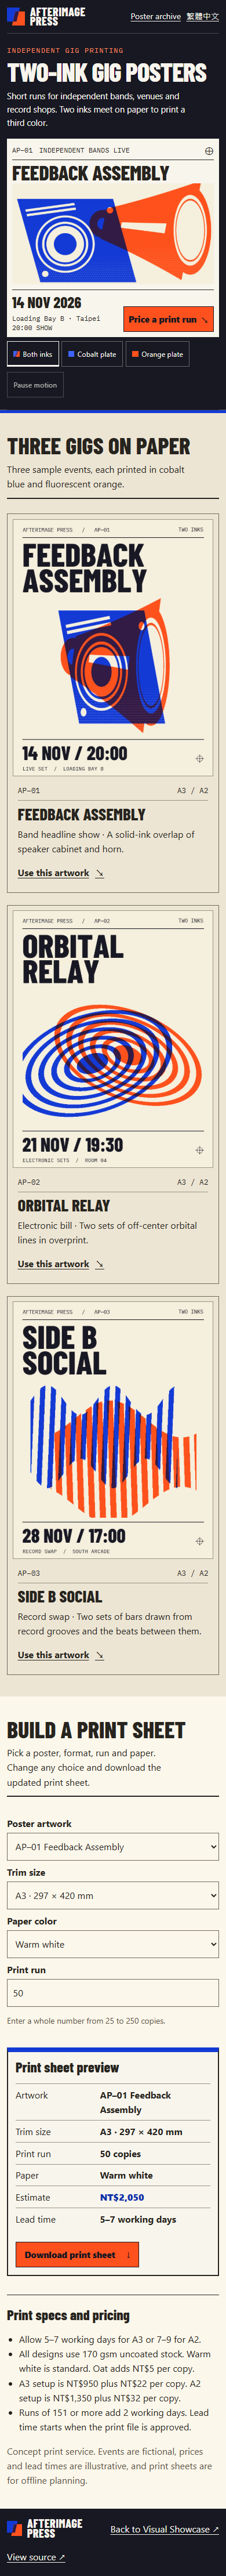 AFTERIMAGE
PRESS
Poster archive 繁體中文
INDEPENDENT GIG PRINTING
TWO-INK GIG POSTERS
Short runs for independent bands, venues and
record shops. Two inks meet on paper to print a
third color.
AP—01 INDEPENDENT BANDS LIVE
FEEDBACK ASSEMBLY
14 NOV 2026
Loading Bay B · Taipei
20:00 SHOW
Price a print run ↘
Both inks
Cobalt plate
Orange plate
Pause motion
THREE GIGS ON PAPER
Three sample events, each printed in cobalt
blue and fluorescent orange.
AFTERIMAGE PRESS / AP—01 TWO INKS
FEEDBACK
ASSEMBLY
14 NOV / 20:00
LIVE SET / LOADING BAY B
AP—01 A3 / A2
FEEDBACK ASSEMBLY
Band headline show · A solid-ink overlap of
speaker cabinet and horn.
Use this artwork ↘
AFTERIMAGE PRESS / AP—02 TWO INKS
ORBITAL
RELAY
21 NOV / 19:30
ELECTRONIC SETS / ROOM 04
AP—02 A3 / A2
ORBITAL RELAY
Electronic bill · Two sets of off-center orbital
lines in overprint.
Use this artwork ↘
AFTERIMAGE PRESS / AP—03 TWO INKS
SIDE B
SOCIAL
28 NOV / 17:00
RECORD SWAP / SOUTH ARCADE
AP—03 A3 / A2
SIDE B SOCIAL
Record swap · Two sets of bars drawn from
record grooves and the beats between them.
Use this artwork ↘
BUILD A PRINT SHEET
Pick a poster, format, run and paper.
Change any choice and download the
updated print sheet.
Poster artwork
AP—01 Feedback Assembly
Trim size
A3 · 297 × 420 mm
Paper color
Warm white
Print run
50
Enter a whole number from 25 to 250 copies.
Print sheet preview
Artwork AP—01 Feedback
Assembly
Trim size A3 · 297 × 420 mm
Print run 50 copies
Paper Warm white
Estimate NT$2,050
Lead time 5–7 working days
Download print sheet ↓
Print specs and pricing
• Allow 5–7 working days for A3 or 7–9 for A2.
• All designs use 170 gsm uncoated stock. Warm
white is standard. Oat adds NT$5 per copy.
• A3 setup is NT$950 plus NT$22 per copy. A2
setup is NT$1,350 plus NT$32 per copy.
• Runs of 151 or more add 2 working days. Lead
time starts when the print file is approved.
Concept print service. Events are fictional, prices
and lead times are illustrative, and print sheets are
for offline planning.
AFTERIMAGE
PRESS
Back to Visual Showcase ↗
View source ↗